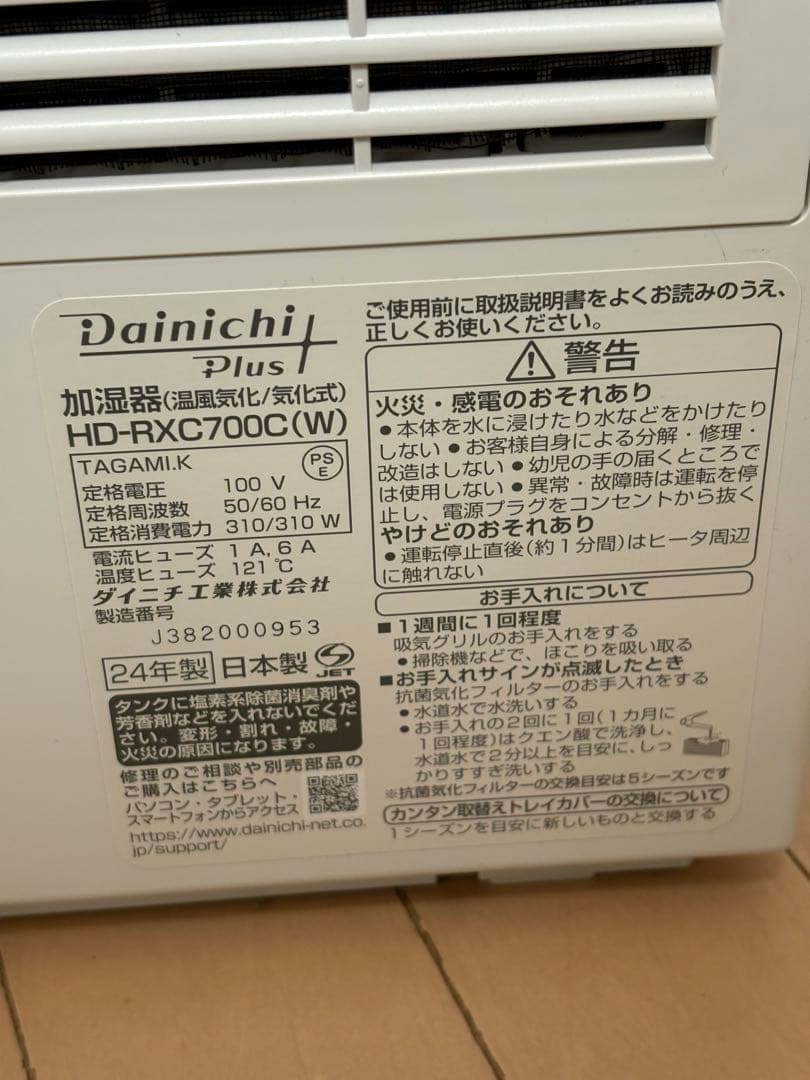 Dainichi
Plus
加湿器(温風気化/気化式)
HD-RXC700C(W)
TAGAMI.K
PS
E
定格電圧 100 V
定格周波数 50/60 Hz
定格消費電力 310/310 W
電流ヒューズ 1 A, 6 A
温度ヒューズ 121℃
ダイニチ工業株式会社
製造番号
J382000953
24年製 日本製
JET
タンクに塩素系除菌消臭剤や
芳香剤などを入れないでくだ
さい。変形・割れ・故障・
火災の原因になります。
修理のご相談や別売部品の
ご購入はこちらへ
パソコン・タブレット・
スマートフォンからアクセス
https://www.dainichi-net.co.
jp/support/
ご使用前に取扱説明書をよくお読みのうえ、
正しくお使いください。
警告
火災・感電のおそれあり
●本体を水に浸けたり水などをかけたり
しない●お客様自身による分解・修理・
改造はしない●幼児の手の届くところで
は使用しない●異常・故障時は運転を停
止し、電源プラグをコンセントから抜く
やけどのおそれあり
●運転停止直後(約1分間)はヒータ周辺
に触れない
お手入れについて
■1週間に1回程度
吸気グリルのお手入れをする
●掃除機などで、ほこりを吸い取る
■お手入れサインが点滅したとき
抗菌気化フィルターのお手入れをする
●水道水で水洗いする
●お手入れの2回に1回(1カ月に
1回程度)はクエン酸で洗浄し、
水道水で2分以上を目安に、しっ
かりすすぎ洗いする
※抗菌気化フィルターの交換目安は5シーズンです
カンタン取替えトレイカバーの交換について
1シーズンを目安に新しいものと交換する